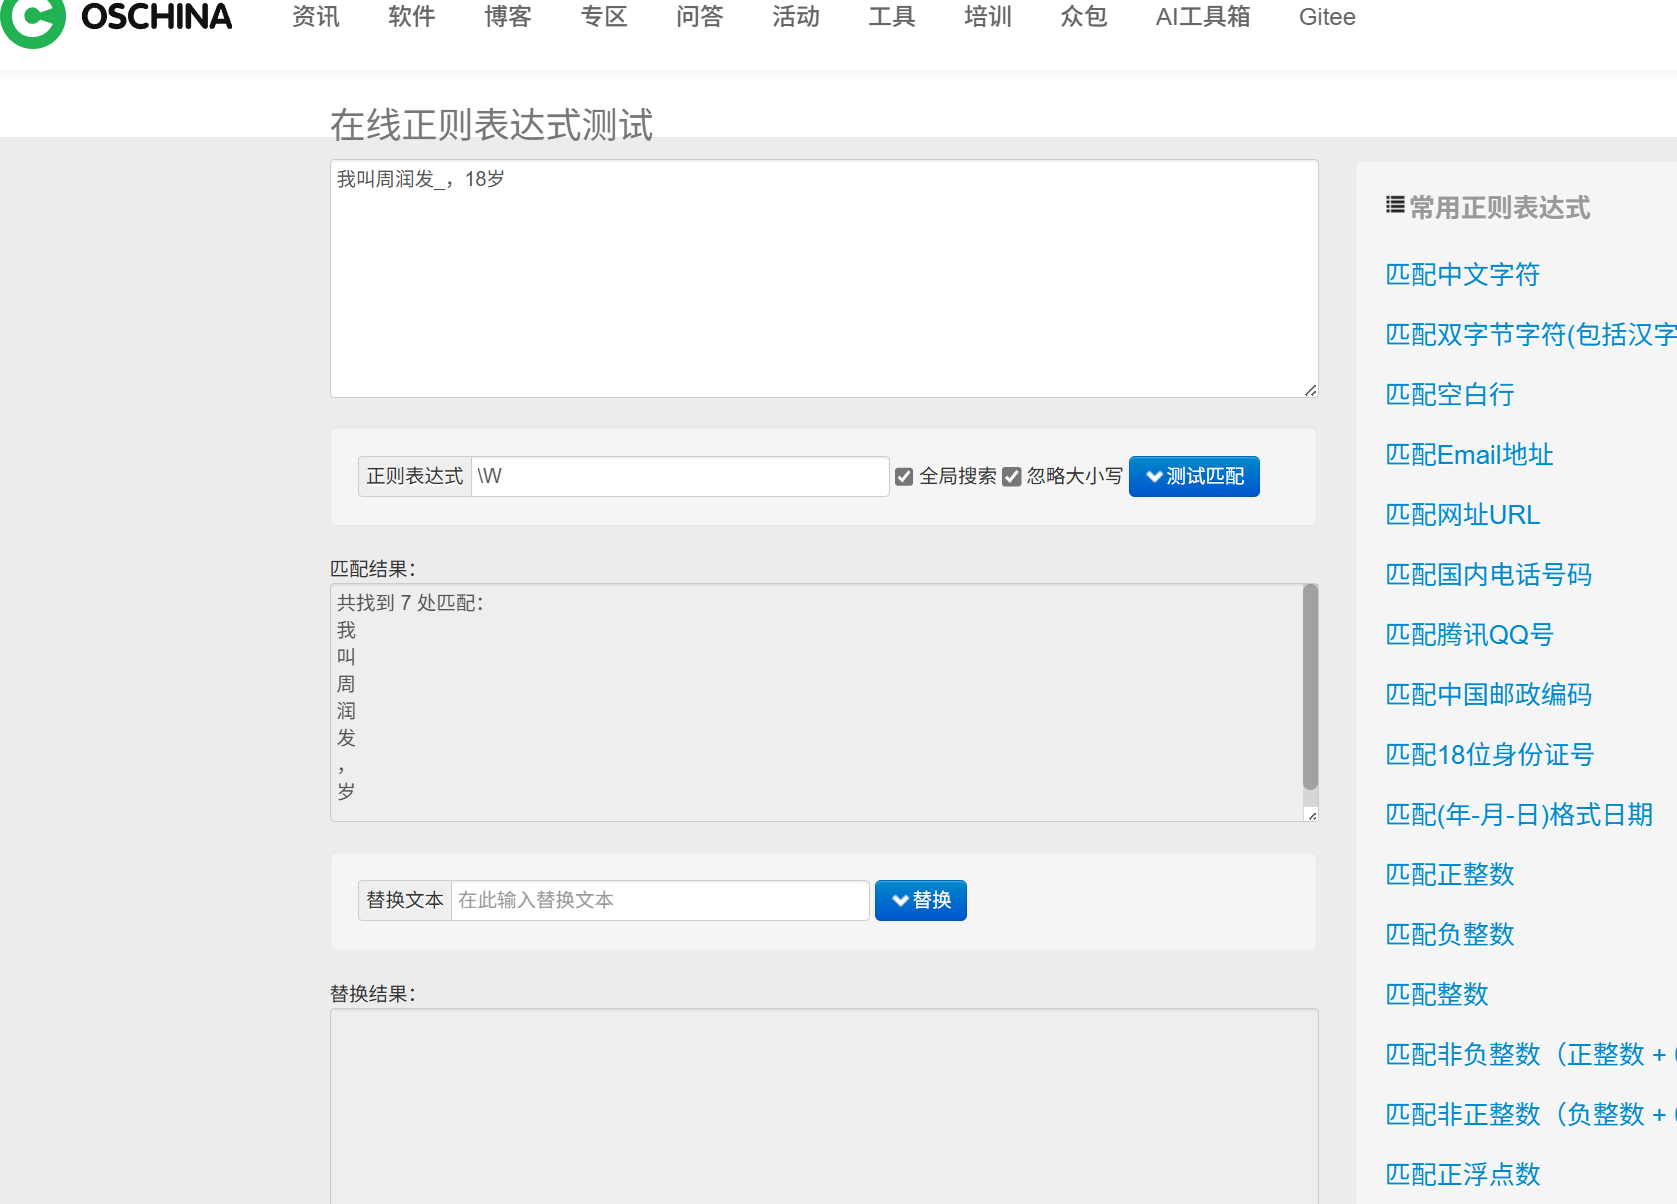 OSCHINA 资讯 软件 博客 专区 问答 活动 工具 培训 众包 AI工具箱 Gitee
在线正则表达式测试
我叫周润发_，18岁
正则表达式 \W 全局搜索 忽略大小写 测试匹配
匹配结果：
共找到 7 处匹配：
我
叫
周
润
发
，
岁
替换文本 在此输入替换文本 替换
替换结果：
常用正则表达式
匹配中文字符
匹配双字节字符(包括汉字
匹配空白行
匹配Email地址
匹配网址URL
匹配国内电话号码
匹配腾讯QQ号
匹配中国邮政编码
匹配18位身份证号
匹配(年-月-日)格式日期
匹配正整数
匹配负整数
匹配整数
匹配非负整数（正整数 +
匹配非正整数（负整数 +
匹配正浮点数